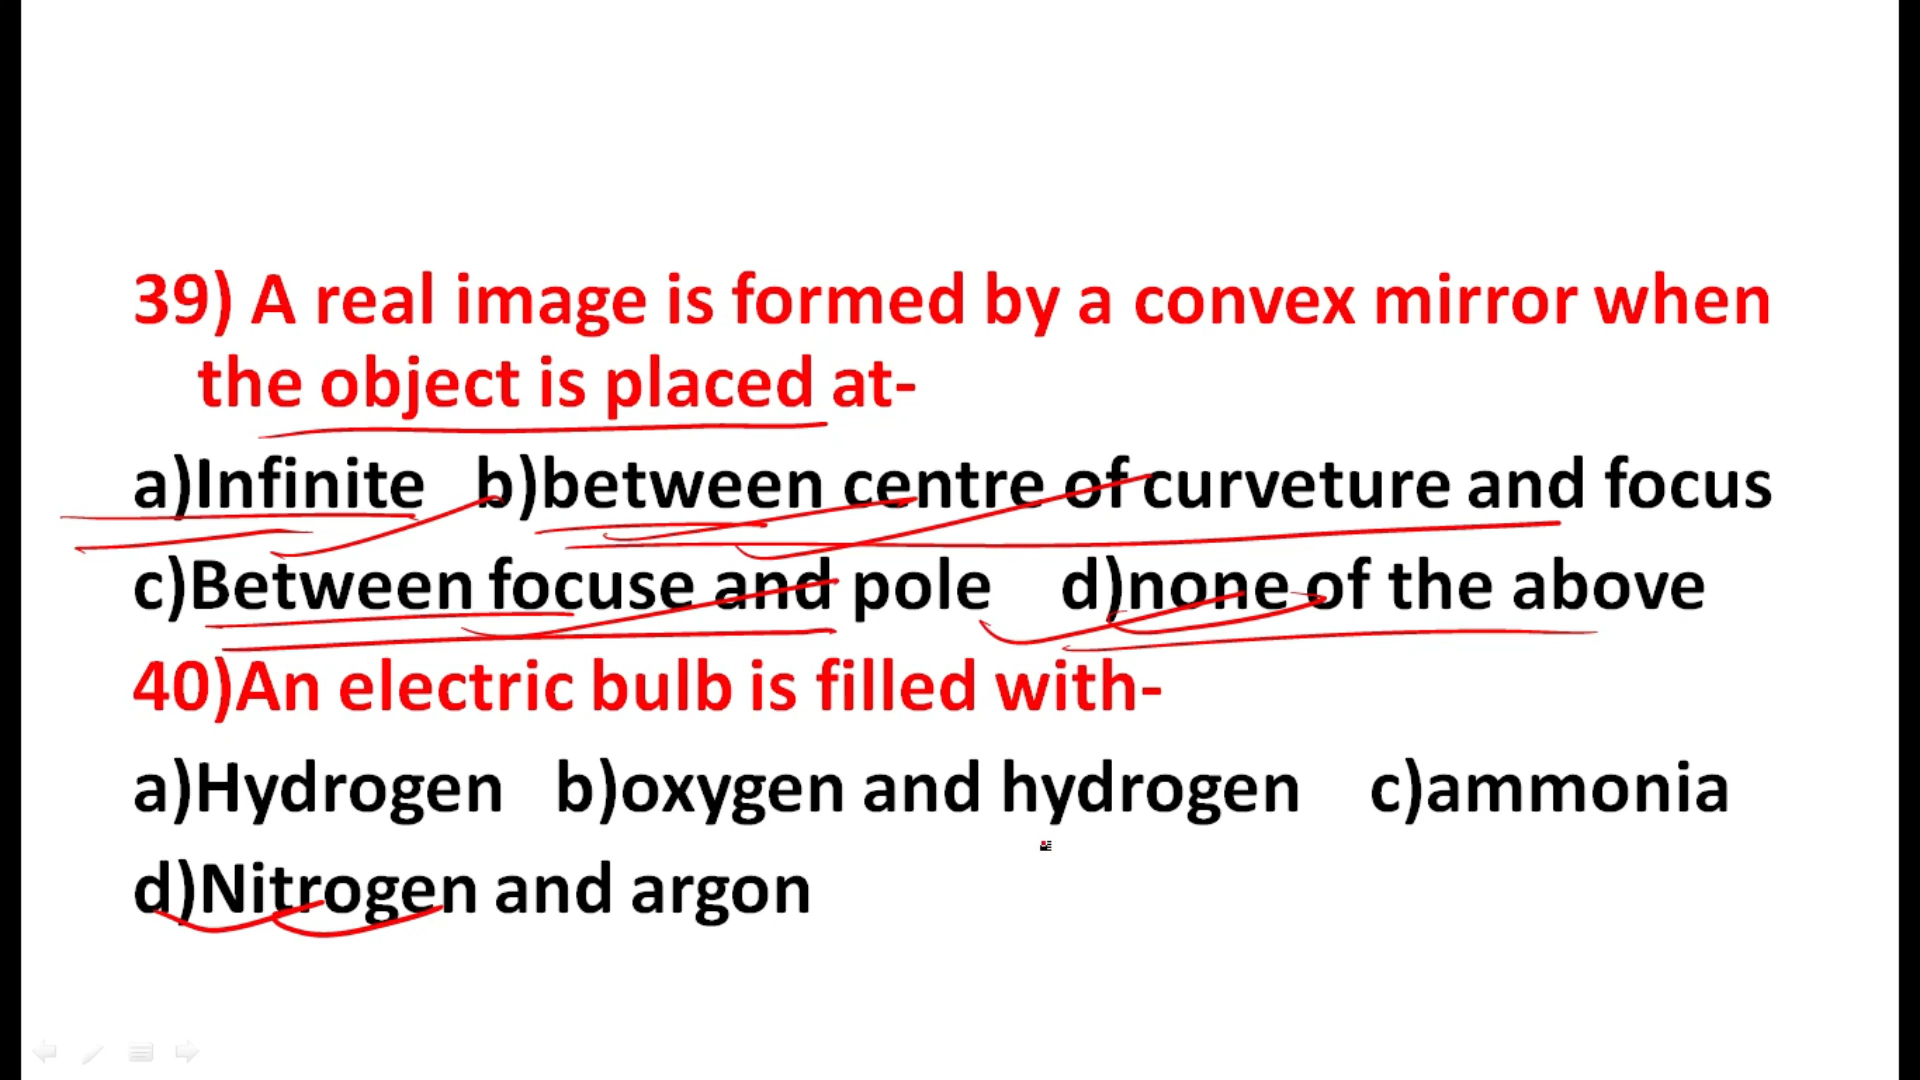 39) A real image is formed by a convex mirror when
the object is placed at-
a)Infinite b)between centre of curveture and focus
c)Between focuse and pole d)none of the above
40)An electric bulb is filled with-
a)Hydrogen b)oxygen and hydrogen c)ammonia
d)Nitrogen and argon